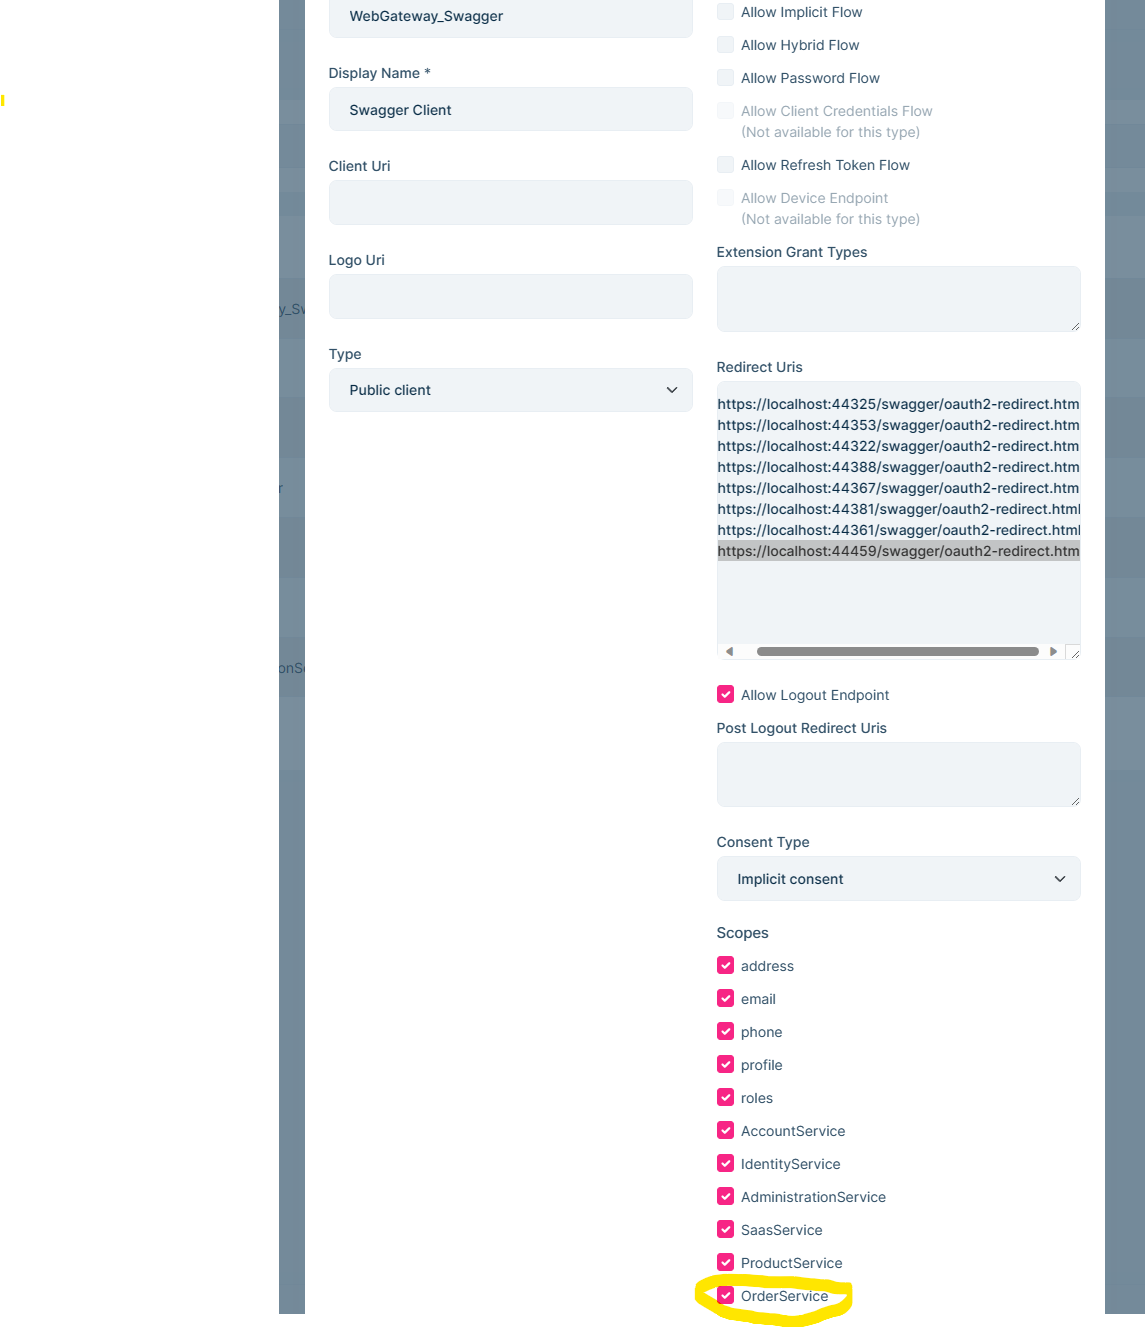 WebGateway_Swagger
Display Name *
Swagger Client
Client Uri
Logo Uri
Type
Public client
Allow Implicit Flow
Allow Hybrid Flow
Allow Password Flow
Allow Client Credentials Flow
(Not available for this type)
Allow Refresh Token Flow
Allow Device Endpoint
(Not available for this type)
Extension Grant Types
Redirect Uris
https://localhost:44325/swagger/oauth2-redirect.htm
https://localhost:44353/swagger/oauth2-redirect.htm
https://localhost:44322/swagger/oauth2-redirect.htm
https://localhost:44388/swagger/oauth2-redirect.htm
https://localhost:44367/swagger/oauth2-redirect.htm
https://localhost:44381/swagger/oauth2-redirect.html
https://localhost:44361/swagger/oauth2-redirect.html
https://localhost:44459/swagger/oauth2-redirect.htm
Allow Logout Endpoint
Post Logout Redirect Uris
Consent Type
Implicit consent
Scopes
address
email
phone
profile
roles
AccountService
IdentityService
AdministrationService
SaasService
ProductService
OrderService